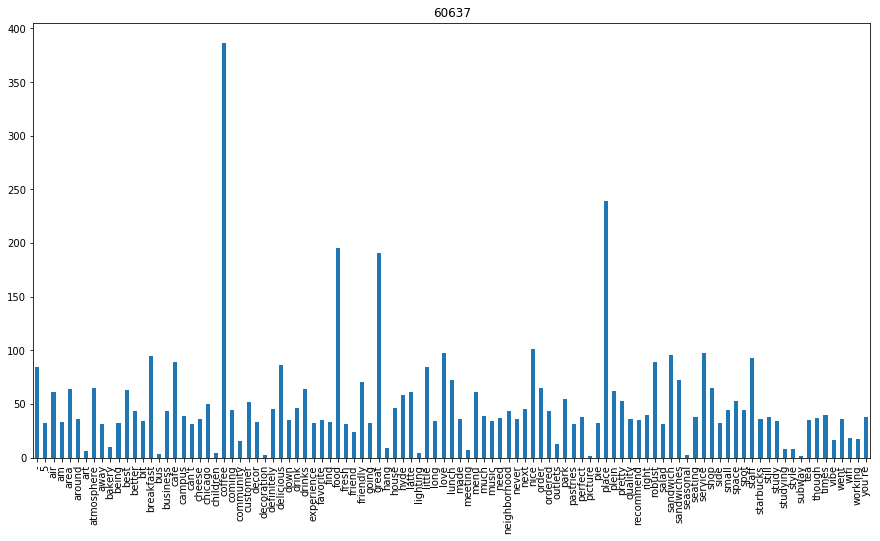 60637
400
350
300
250
200
150
100
50
0
5
air
am
area
around
art
atmosphere
away
bakery
being
best
better
bit
breakfast
bus
business
cafe
campus
can't
cheese
chicago
children
coffee
coming
community
customer
decor
decoration
definitely
delicious
down
drink
drinks
experience
favorite
find
food
fresh
friend
friendly
going
great
hang
house
hyde
latte
lighting
little
long
love
lunch
made
meeting
menu
much
music
need
neighborhood
never
next
nice
order
ordered
outlets
park
pastries
perfect
picture
pie
place
plein
pretty
quality
recommend
right
robust
salad
sandwich
sandwiches
seasonal
seating
service
shop
side
small
space
spot
staff
starbucks
still
study
studying
style
subway
tea
though
times
vibe
went
wifi
working
you're